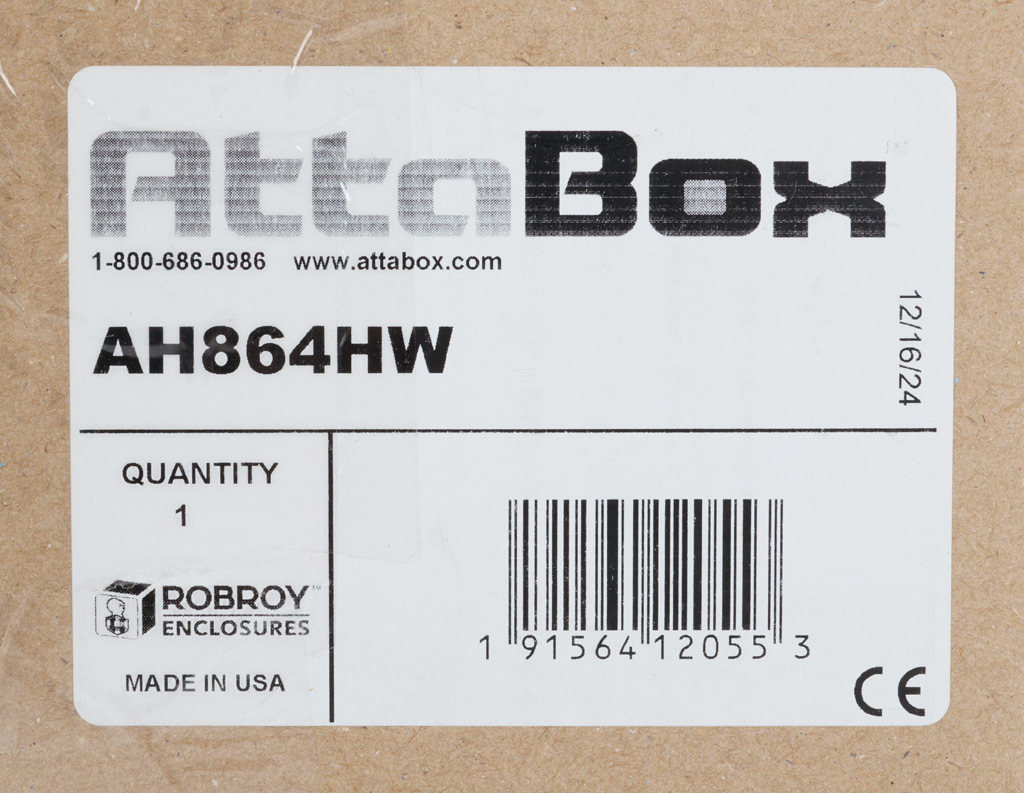 AttaBox
1-800-686-0986 www.attabox.com
AH864HW
12/16/24
QUANTITY
1
ROBROY™
ENCLOSURES
MADE IN USA
1 91564 12055 3
CE